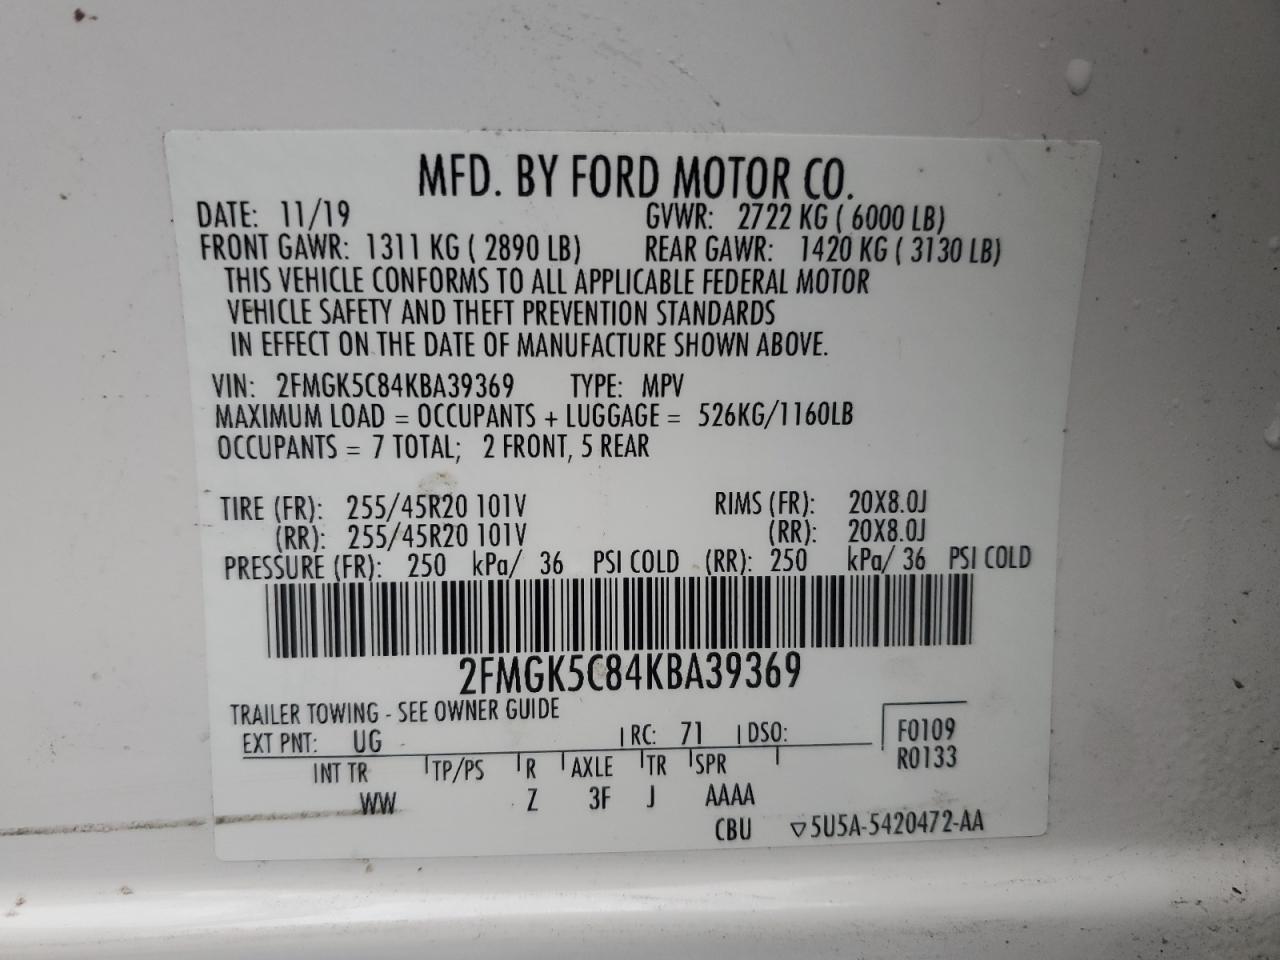 MFD. BY FORD MOTOR CO.
DATE: 11/19 GVWR: 2722 KG ( 6000 LB)
FRONT GAWR: 1311 KG ( 2890 LB) REAR GAWR: 1420 KG ( 3130 LB)
THIS VEHICLE CONFORMS TO ALL APPLICABLE FEDERAL MOTOR
VEHICLE SAFETY AND THEFT PREVENTION STANDARDS
IN EFFECT ON THE DATE OF MANUFACTURE SHOWN ABOVE.
VIN: 2FMGK5C84KBA39369 TYPE: MPV
MAXIMUM LOAD = OCCUPANTS + LUGGAGE = 526KG/1160LB
OCCUPANTS = 7 TOTAL; 2 FRONT, 5 REAR
TIRE (FR): 255/45R20 101V RIMS (FR): 20X8.0J
(RR): 255/45R20 101V (RR): 20X8.0J
PRESSURE (FR): 250 kPa/ 36 PSI COLD (RR): 250 kPa/ 36 PSI COLD
2FMGK5C84KBA39369
TRAILER TOWING - SEE OWNER GUIDE
EXT PNT: UG RC: 71 DSO: F0109
R0133
INT TR TP/PS R AXLE TR SPR
WW Z 3F J AAAA
CBU ▽5U5A-5420472-AA